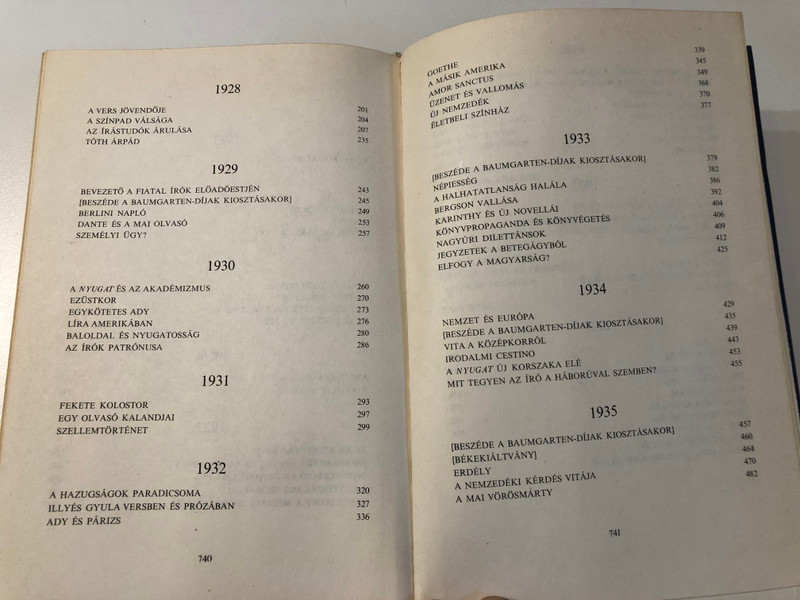 1928
A VERS JÖVENDŐJE 201
A SZÍNPAD VÁLSÁGA 204
AZ ÍRÁSTUDÓK ÁRULÁSA 207
TÓTH ÁRPÁD 235
1929
BEVEZETŐ A FIATAL ÍRÓK ELŐADÓESTJÉN 243
[BESZÉDE A BAUMGARTEN-DÍJAK KIOSZTÁSAKOR] 245
BERLINI NAPLÓ 249
DANTE ÉS A MAI OLVASÓ 253
SZEMÉLYI ÜGY? 257
1930
A NYUGAT ÉS AZ AKADÉMIZMUS 260
EZÜSTKOR 270
EGYKÖTETES ADY 273
LÍRA AMERIKÁBAN 276
BALOLDAL ÉS NYUGATOSSÁG 280
AZ ÍRÓK PATRÓNUSA 286
1931
FEKETE KOLOSTOR 293
EGY OLVASÓ KALANDJAI 297
SZELLEMTÖRTÉNET 299
1932
A HAZUGSÁGOK PARADICSOMA 320
ILLYÉS GYULA VERSBEN ÉS PRÓZÁBAN 327
ADY ÉS PÁRIZS 336
740
GOETHE 339
A MÁSIK AMERIKA 345
AMOR SANCTUS 349
ÜZENET ÉS VALLOMÁS 368
ÚJ NEMZEDÉK 370
ÉLETBELI SZÍNHÁZ 377
1933
[BESZÉDE A BAUMGARTEN-DÍJAK KIOSZTÁSAKOR] 379
NÉPIESSÉG 382
A HALHATATLANSÁG HALÁLA 386
BERGSON VALLÁSA 392
KARINTHY ÉS ÚJ NOVELLÁI 404
KÖNYVPROPAGANDA ÉS KÖNYVÉGETÉS 406
NAGYÚRI DILETTÁNSOK 409
JEGYZETEK A BETEGÁGYBÓL 412
ELFOGY A MAGYARSÁG? 425
1934
NEMZET ÉS EURÓPA 429
[BESZÉDE A BAUMGARTEN-DÍJAK KIOSZTÁSAKOR] 435
VITA A KÖZÉPKORRÓL 439
IRODALMI CESTINO 443
A NYUGAT ÚJ KORSZAKA ELÉ 453
MIT TEGYEN AZ ÍRÓ A HÁBORÚVAL SZEMBEN? 455
1935
[BESZÉDE A BAUMGARTEN-DÍJAK KIOSZTÁSAKOR] 457
[BÉKEKIÁLTVÁNY] 460
ERDÉLY 464
A NEMZEDÉKI KÉRDÉS VITÁJA 470
A MAI VÖRÖSMARTY 482
741